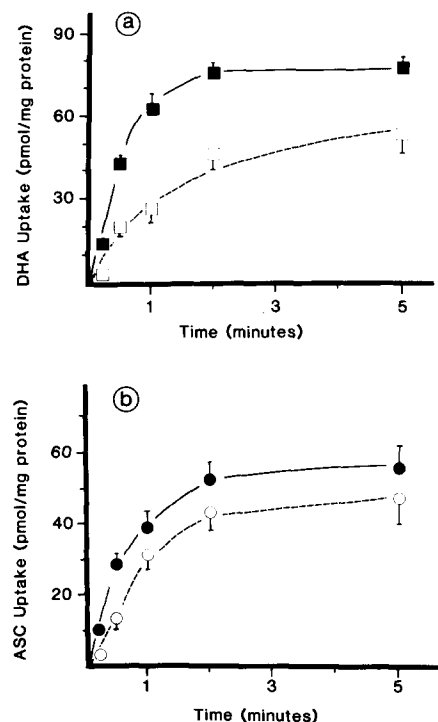 a
90
60
30
DHA Uptake (pmol/mg protein)
1
3
5
Time (minutes)
b
60
40
20
ASC Uptake (pmol/mg protein)
1
3
5
Time (minutes)